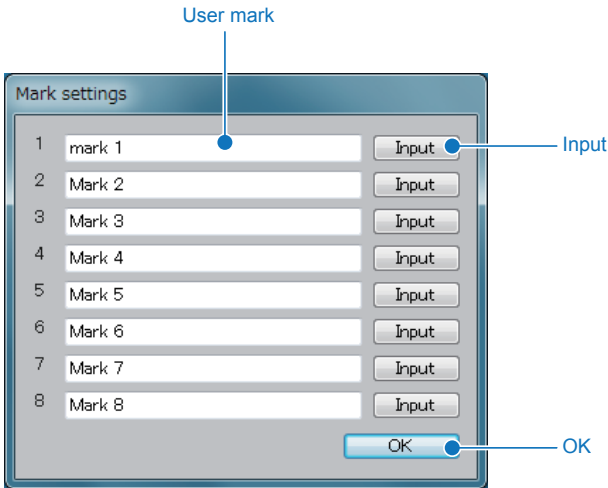 User mark
Mark settings
1 mark 1 Input Input
2 Mark 2 Input
3 Mark 3 Input
4 Mark 4 Input
5 Mark 5 Input
6 Mark 6 Input
7 Mark 7 Input
8 Mark 8 Input
OK OK